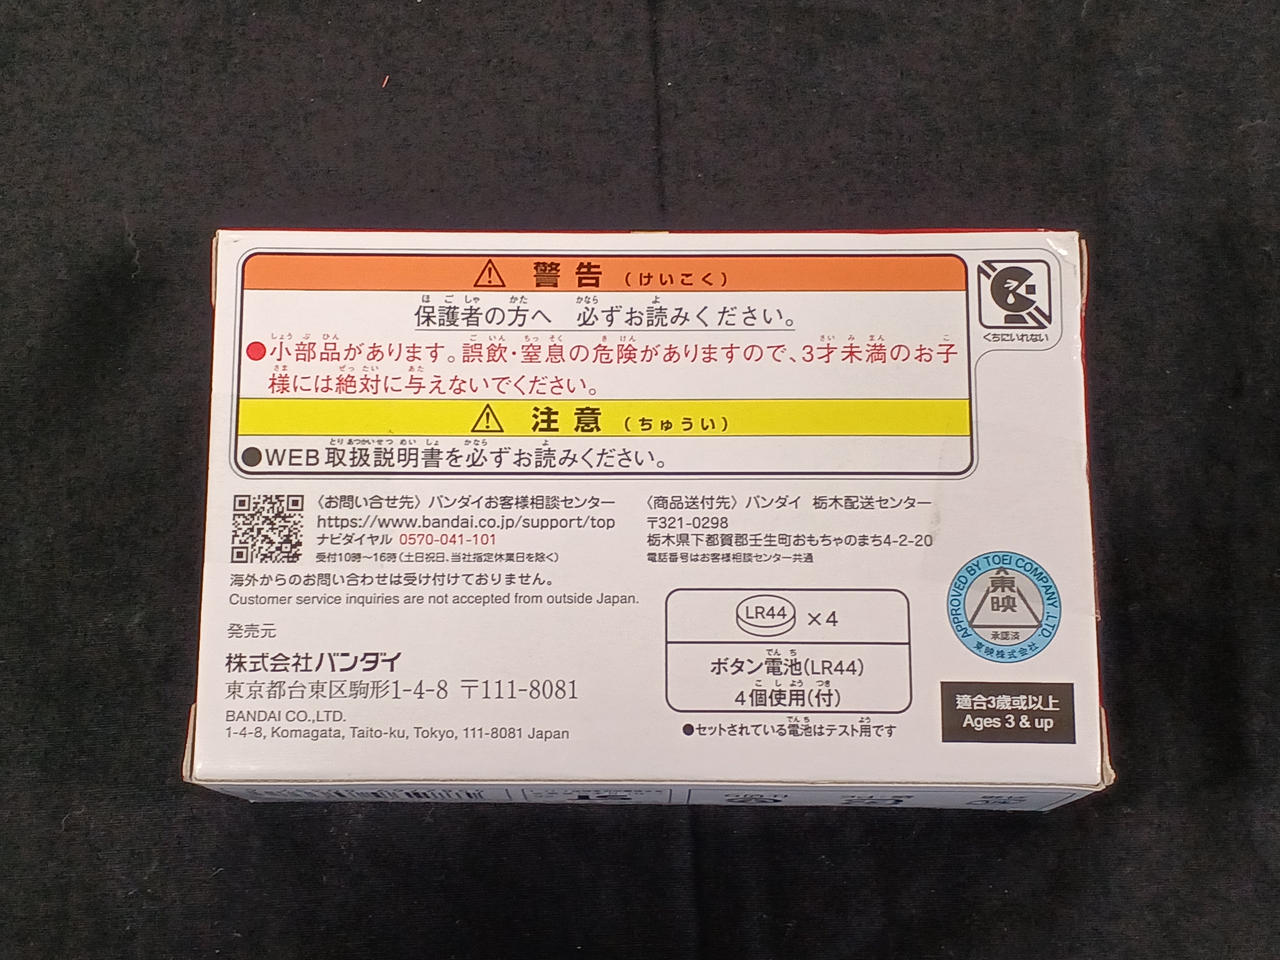 警告（けいこく）
保護者の方へ 必ずお読みください。
●小部品があります。誤飲・窒息の危険がありますので、3才未満のお子
様には絶対に与えないでください。
くちにいれない
注意（ちゅうい）
●WEB取扱説明書を必ずお読みください。
〈お問い合せ先〉バンダイお客様相談センター
https://www.bandai.co.jp/support/top
ナビダイヤル 0570-041-101
受付10時〜16時（土日祝日、当社指定休業日を除く）
海外からのお問い合わせは受け付けておりません。
Customer service inquiries are not accepted from outside Japan.
〈商品送付先〉バンダイ 栃木配送センター
〒321-0298
栃木県下都賀郡壬生町おもちゃのまち4-2-20
電話番号はお客様相談センター共通
発売元
株式会社バンダイ
東京都台東区駒形1-4-8 〒111-8081
BANDAI CO.,LTD.
1-4-8, Komagata, Taito-ku, Tokyo, 111-8081 Japan
LR44 ×4
ボタン電池(LR44)
4個使用(付)
●セットされている電池はテスト用です
APPROVED BY TOEI COMPANY,LTD.
東映
承認済
東映株式会社
適合3歳或以上
Ages 3 & up